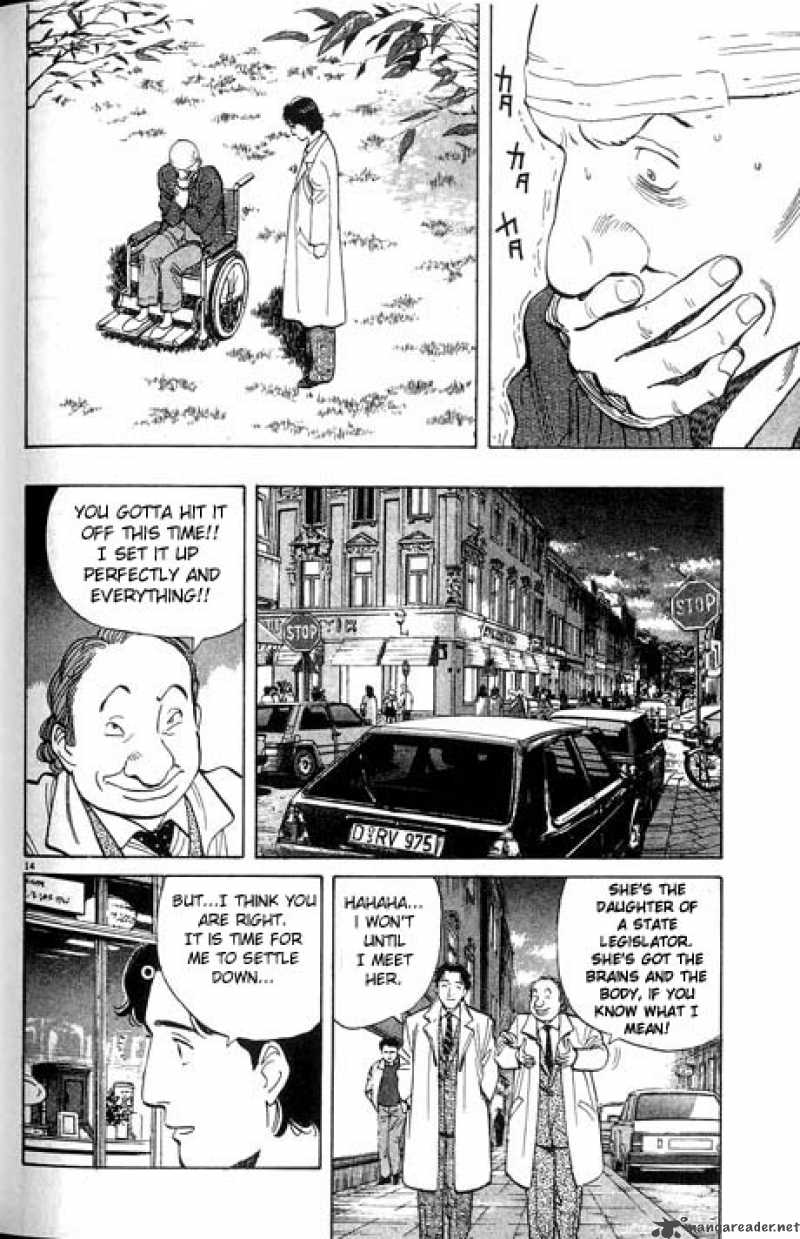 カタ
カタ
カタ
SHE'S THE
DAUGHTER OF
A STATE
LEGISLATOR.
SHE'S GOT THE
BRAINS AND THE
BODY, IF YOU
KNOW WHAT I
MEAN!
HAHAHA...
I WON'T
UNTIL
I MEET
HER.
BUT...I THINK YOU
ARE RIGHT.
IT IS TIME FOR
ME TO SETTLE
DOWN...
STOP
STOP
D RV 975
YOU GOTTA HIT IT
OFF THIS TIME!!
I SET IT UP
PERFECTLY AND
EVERYTHING!!
14
mangareader.net